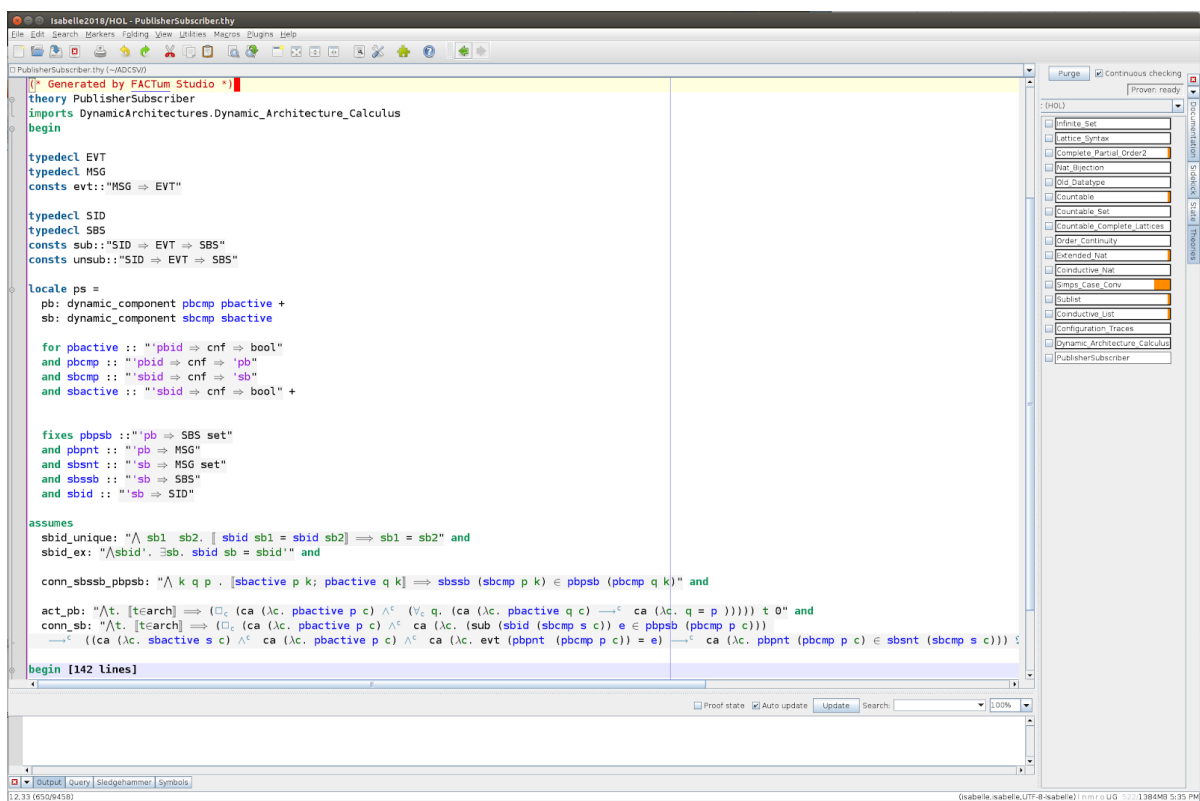 Isabelle2018/HOL - PublisherSubscriber.thy
File Edit Search Markers Folding View Utilities Macros Plugins Help
PublisherSubscriber.thy (~/ADCSV/)
(* Generated by FACTum Studio *)
theory PublisherSubscriber
imports DynamicArchitectures.Dynamic_Architecture_Calculus
begin
typedecl EVT
typedecl MSG
consts evt::"MSG ⇒ EVT"
typedecl SID
typedecl SBS
consts sub::"SID ⇒ EVT ⇒ SBS"
consts unsub::"SID ⇒ EVT ⇒ SBS"
locale ps =
pb: dynamic_component pbcmp pbactive +
sb: dynamic_component sbcmp sbactive
for pbactive :: "'pbid ⇒ cnf ⇒ bool"
and pbcmp :: "'pbid ⇒ cnf ⇒ 'pb"
and sbcmp :: "'sbid ⇒ cnf ⇒ 'sb"
and sbactive :: "'sbid ⇒ cnf ⇒ bool" +
fixes pbpsb ::"'pb ⇒ SBS set"
and pbpnt :: "'pb ⇒ MSG"
and sbsnt :: "'sb ⇒ MSG set"
and sbssb :: "'sb ⇒ SBS"
and sbid :: "'sb ⇒ SID"
assumes
sbid_unique: "⋀ sb1  sb2. ⟦ sbid sb1 = sbid sb2⟧ ⟹ sb1 = sb2" and
sbid_ex: "⋀sbid'. ∃sb. sbid sb = sbid'" and
conn_sbssb_pbpsb: "⋀ k q p . ⟦sbactive p k; pbactive q k⟧ ⟹ sbssb (sbcmp p k) ∈ pbpsb (pbcmp q k)" and
act_pb: "⋀t. ⟦t∈arch⟧ ⟹ (□c (ca (λc. pbactive p c) ∧ᶜ (∀c q. (ca (λc. pbactive q c) ⟶ᶜ ca (λc. q = p ))))) t 0" and
conn_sb: "⋀t. ⟦t∈arch⟧ ⟹ (□c (ca (λc. pbactive p c) ∧ᶜ ca (λc. (sub (sbid (sbcmp s c)) e ∈ pbpsb (pbcmp p c)))
⟶ᶜ ((ca (λc. sbactive s c) ∧ᶜ ca (λc. pbactive p c) ∧ᶜ ca (λc. evt (pbpnt (pbcmp p c)) = e) ⟶ᶜ ca (λc. pbpnt (pbcmp p c) ∈ sbsnt (sbcmp s c)))
begin [142 lines]
Proof state Auto update Update Search: 100%
Output Query Sledgehammer Symbols
12,33 (650/9458)
(isabelle,isabelle,UTF-8-Isabelle) | n m r o UG 522/1384MB 5:35 PM
Purge Continuous checking
Proven: ready
: (HOL)
Infinite_Set
Lattice_Syntax
Complete_Partial_Order2
Nat_Bijection
Old_Datatype
Countable
Countable_Set
Countable_Complete_Lattices
Order_Continuity
Extended_Nat
Coinductive_Nat
Simps_Case_Conv
Sublist
Coinductive_List
Configuration_Traces
Dynamic_Architecture_Calculus
PublisherSubscriber
Documentation
Sidekick
State
Theories